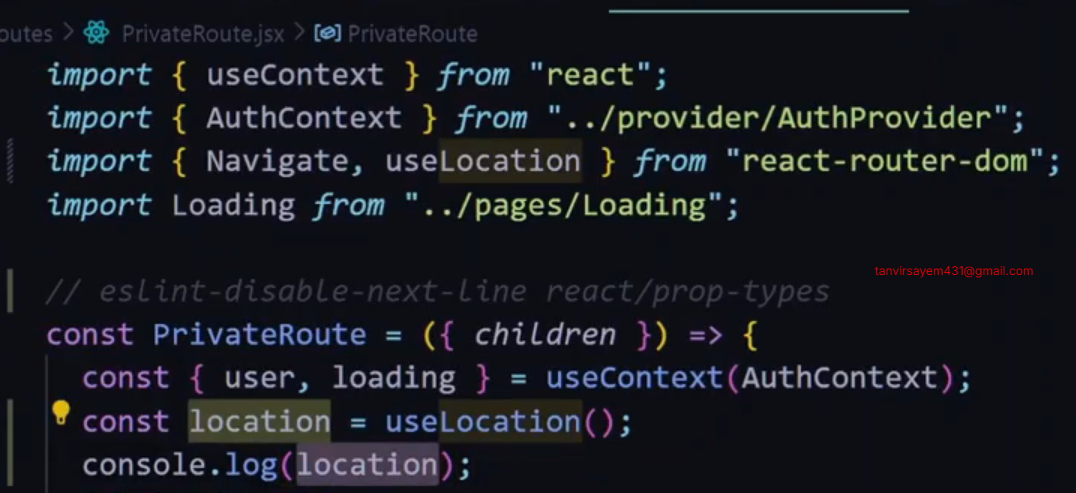 outes > PrivateRoute.jsx > PrivateRoute
import { useContext } from "react";
import { AuthContext } from "../provider/AuthProvider";
import { Navigate, useLocation } from "react-router-dom";
import Loading from "../pages/Loading";
tanvirsayem431@gmail.com
// eslint-disable-next-line react/prop-types
const PrivateRoute = ({ children }) => {
const { user, loading } = useContext(AuthContext);
const location = useLocation();
console.log(location);